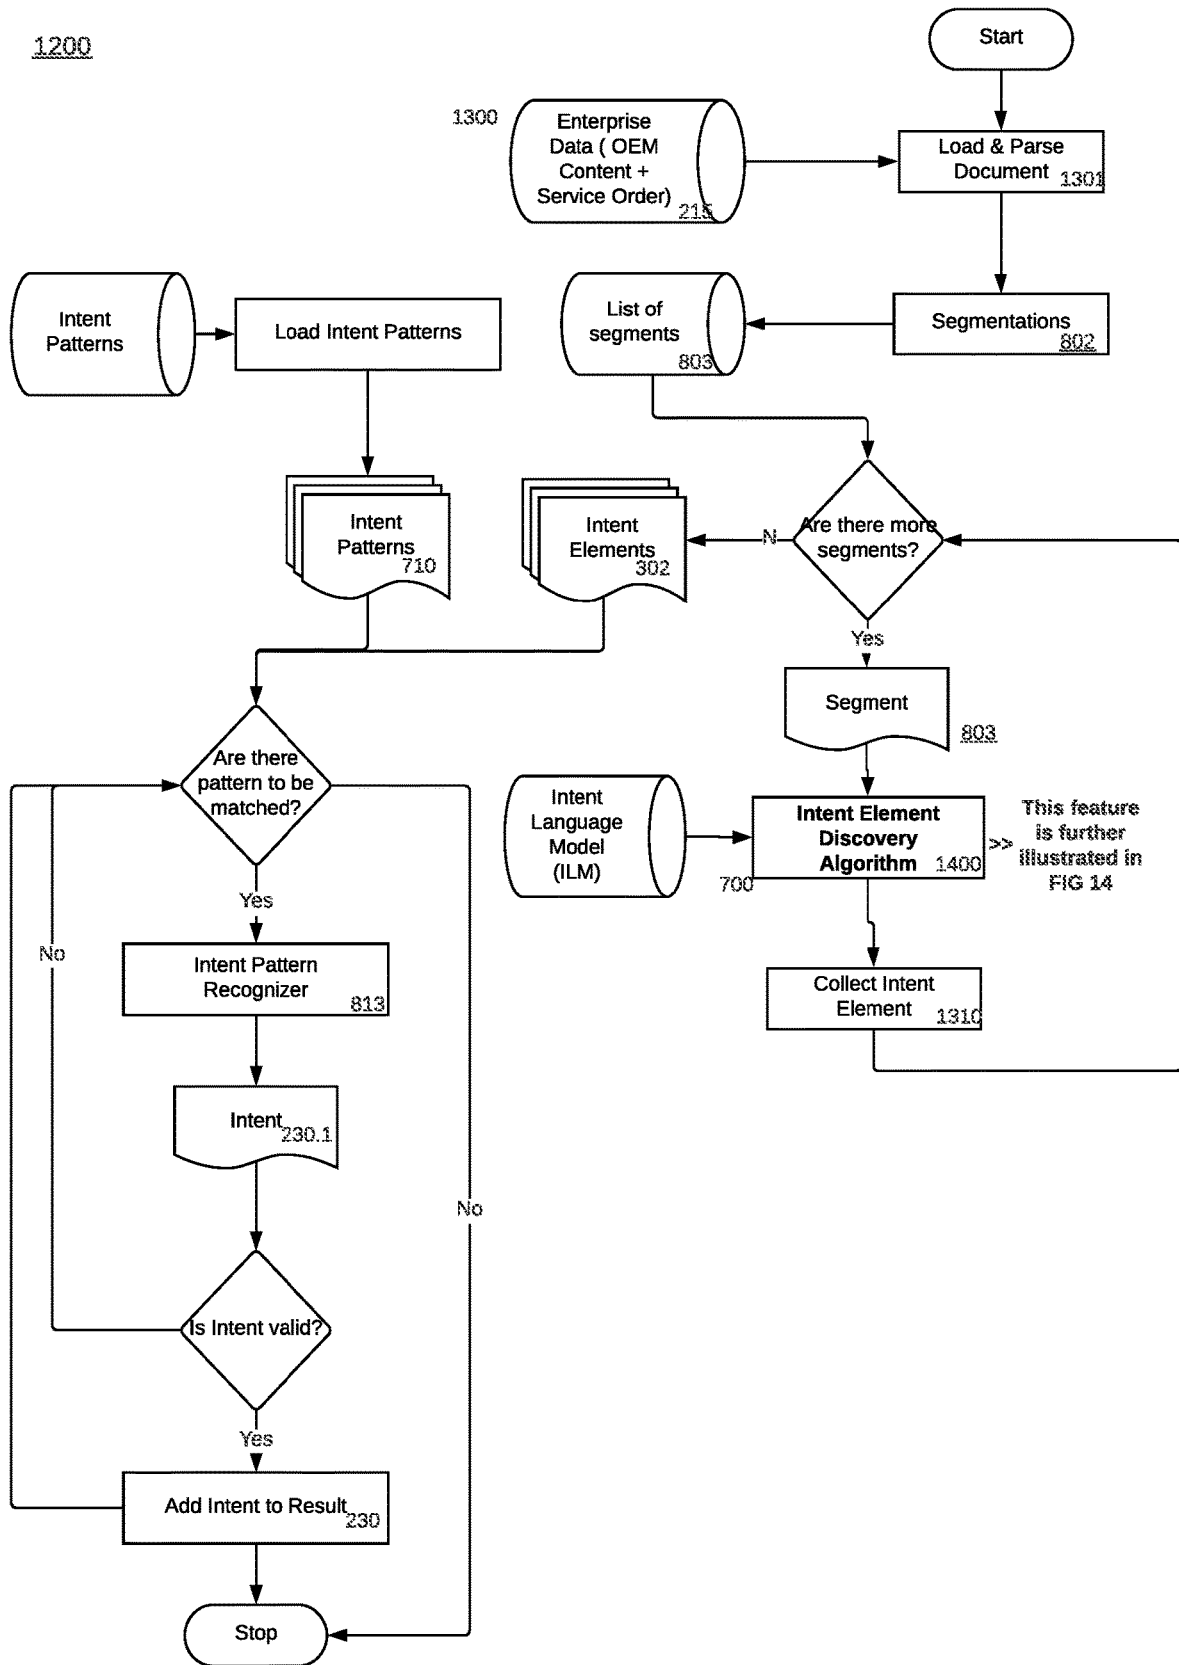 1200
Start
1300
Enterprise
Data ( OEM
Content +
Service Order)
215
Load & Parse
Document
1301
Intent
Patterns
Load Intent Patterns
List of
segments
803
Segmentations
802
Intent
Patterns
710
Intent
Elements
302
N
Are there more
segments?
Yes
Segment
803
Are there
pattern to be
matched?
Intent
Language
Model
(ILM)
700
Intent Element
Discovery
Algorithm
1400
>>
This feature
is further
illustrated in
FIG 14
Yes
No
Intent Pattern
Recognizer
813
Collect Intent
Element
1310
Intent
230.1
No
Is Intent valid?
Yes
Add Intent to Result
230
Stop